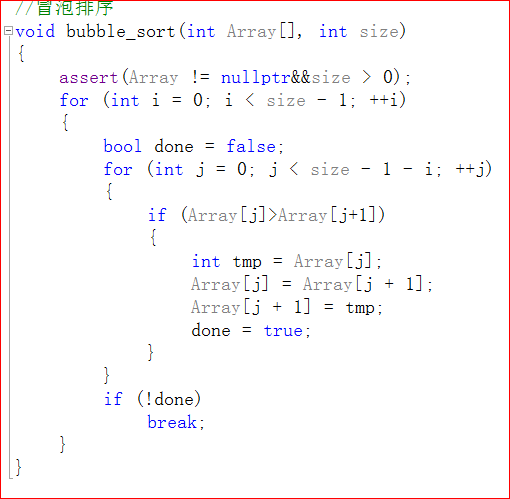 //冒泡排序
void bubble_sort(int Array[], int size)
{
    assert(Array != nullptr&&size > 0);
    for (int i = 0; i < size - 1; ++i)
    {
        bool done = false;
        for (int j = 0; j < size - 1 - i; ++j)
        {
            if (Array[j]>Array[j+1])
            {
                int tmp = Array[j];
                Array[j] = Array[j + 1];
                Array[j + 1] = tmp;
                done = true;
            }
        }
        if (!done)
            break;
    }
}